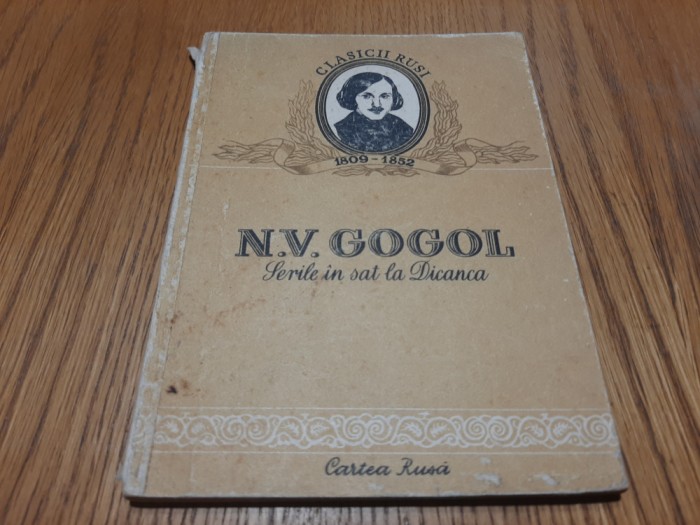 CLASICII RUȘI
1809-1852
N.V. GOGOL
Serile în sat la Dicanca
Cartea Rusă